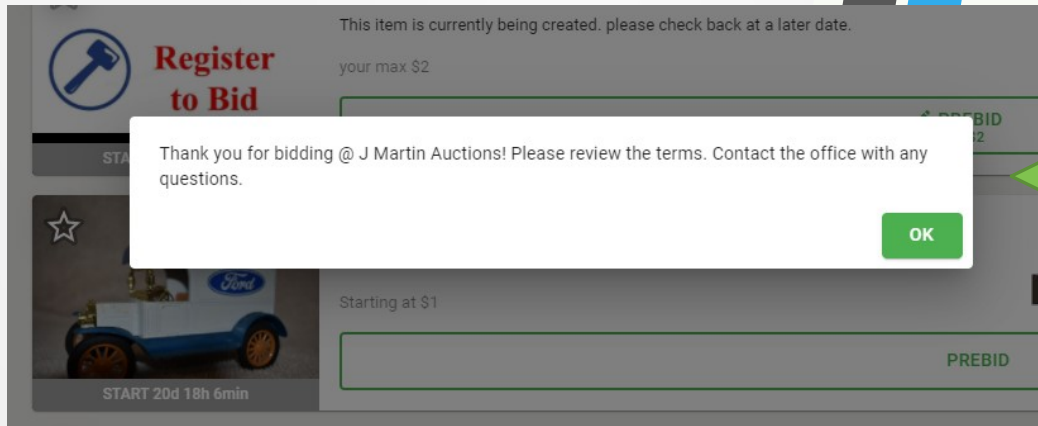 This item is currently being created. please check back at a later date.
Register
to Bid
your max $2
Thank you for bidding @ J Martin Auctions! Please review the terms. Contact the office with any
questions.
OK
Ford
Starting at $1
PREBID
START 20d 18h 6min